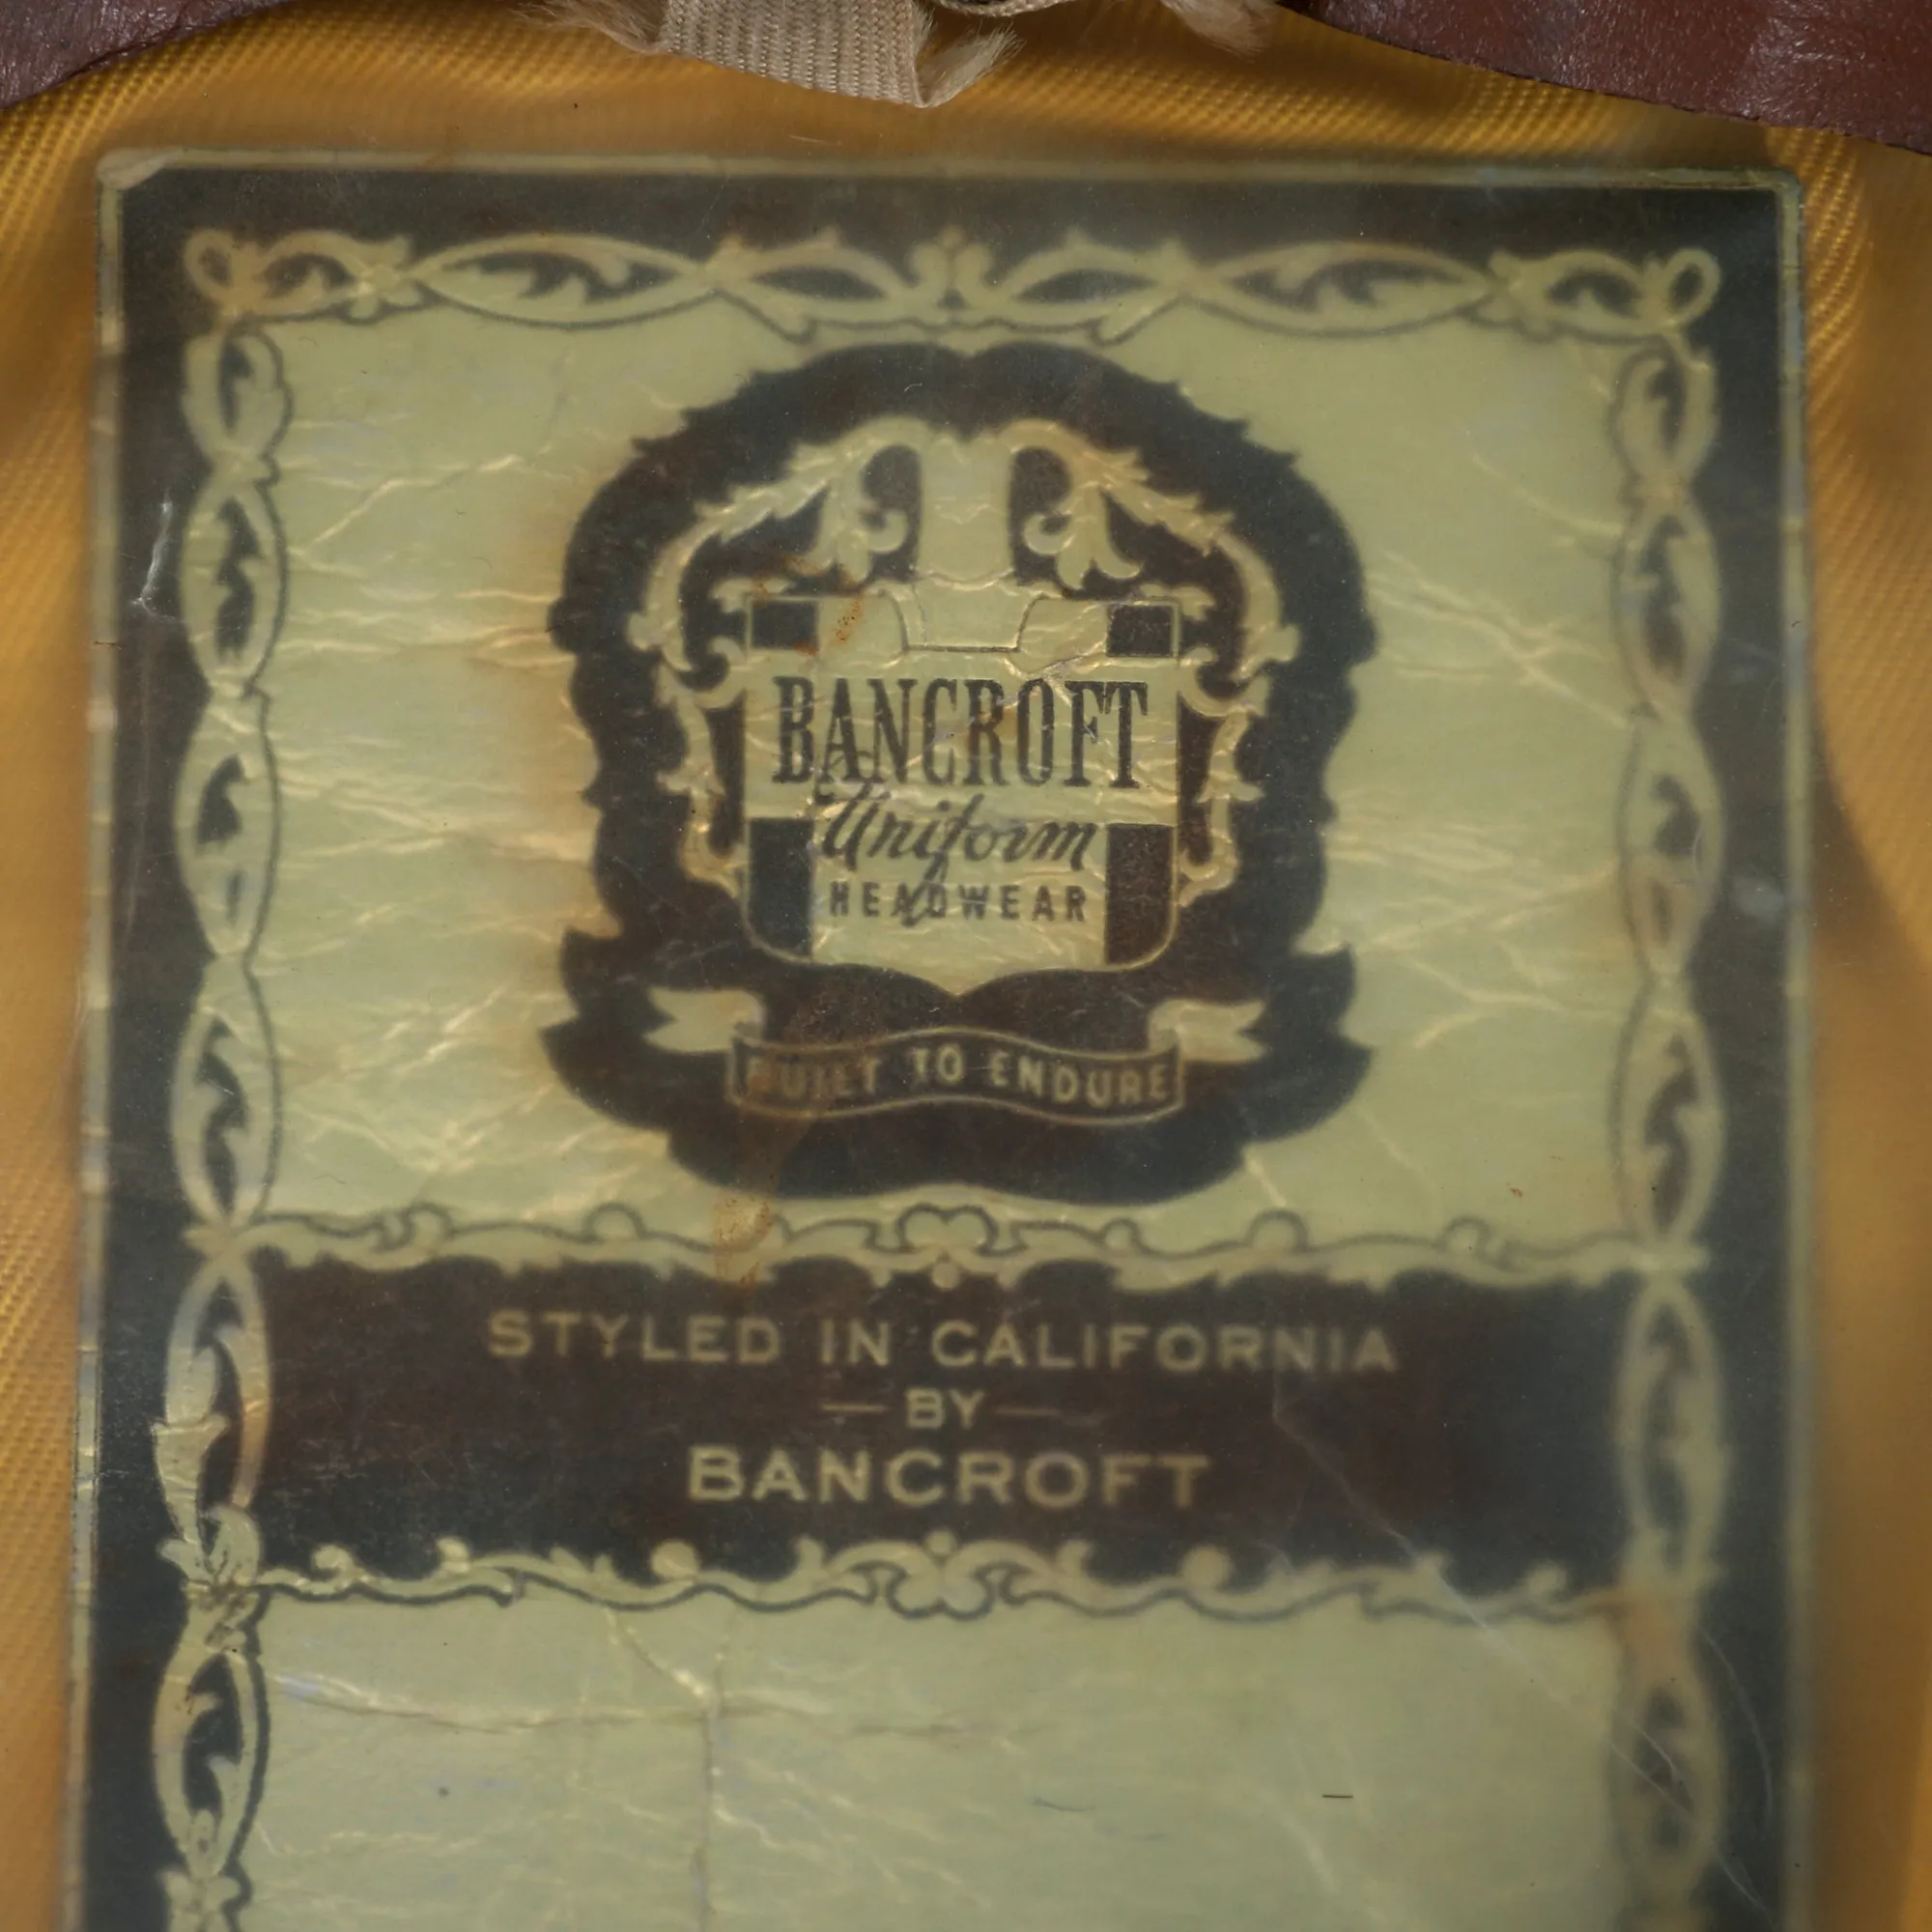 BANCROFT
Uniform
HEADWEAR
BUILT TO ENDURE
STYLED IN CALIFORNIA
— BY —
BANCROFT